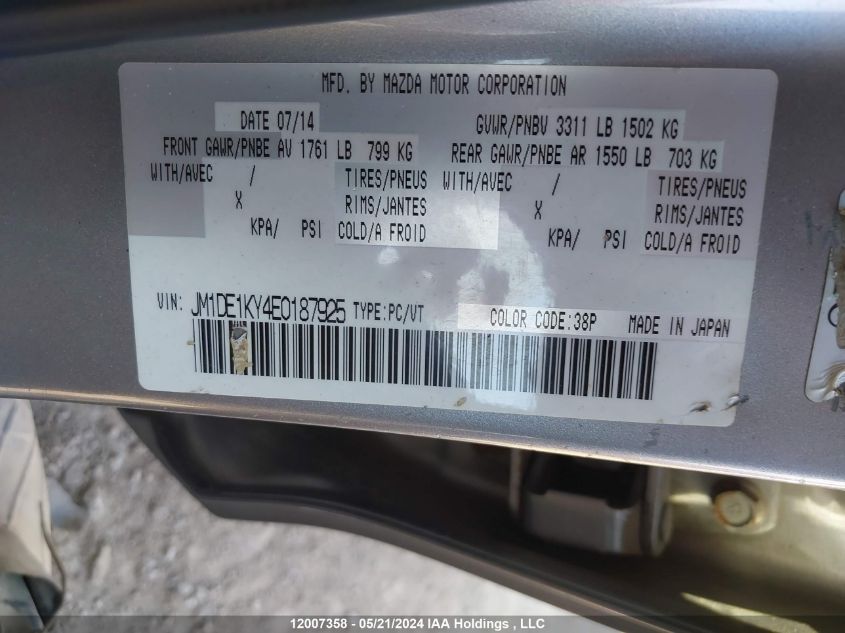 MFD. BY MAZDA MOTOR CORPORATION
DATE 07/14 GVWR/PNBV 3311 LB 1502 KG
FRONT GAWR/PNBE AV 1761 LB 799 KG REAR GAWR/PNBE AR 1550 LB 703 KG
WITH/AVEC / TIRES/PNEUS WITH/AVEC / TIRES/PNEUS
X RIMS/JANTES X RIMS/JANTES
KPA/ PSI COLD/A FROID KPA/ PSI COLD/A FROID
VIN: JM1DE1KY4E0187925 TYPE:PC/VT COLOR CODE:38P MADE IN JAPAN
12007358 - 05/21/2024 IAA Holdings , LLC